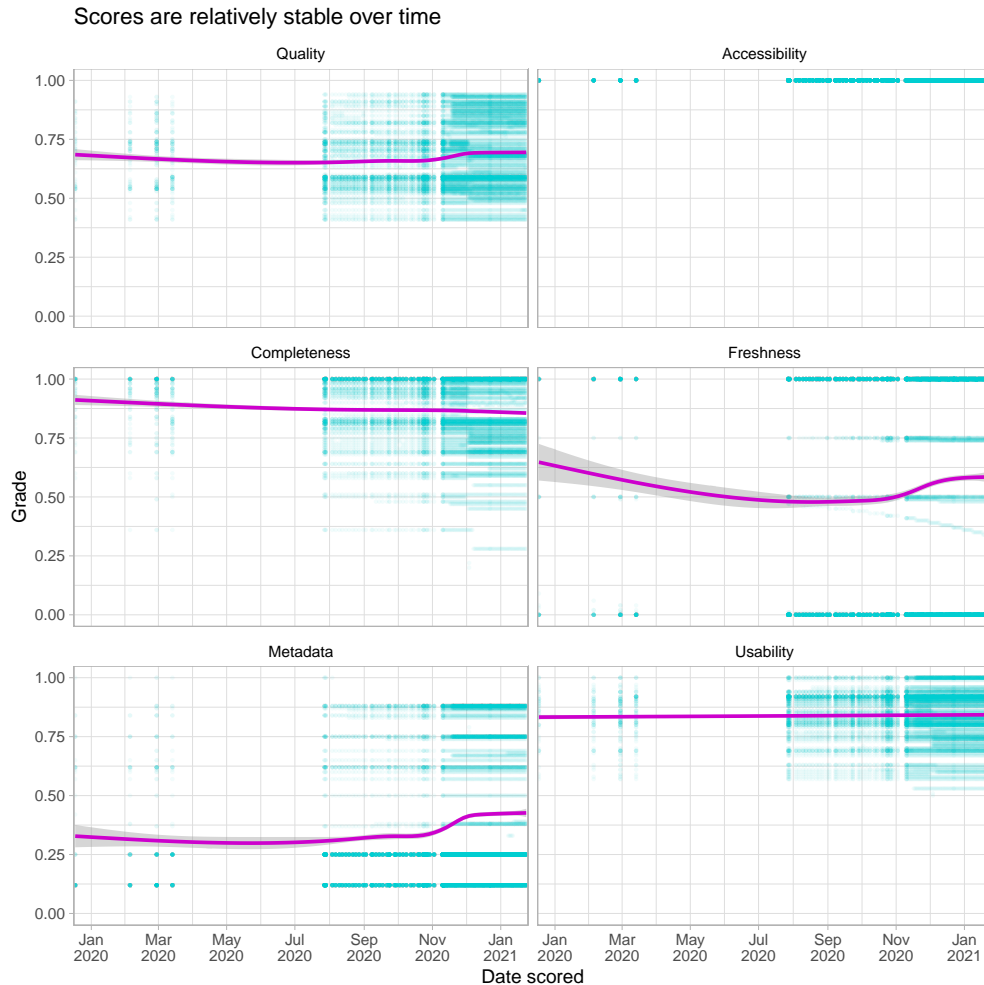 Scores are relatively stable over time
Quality
Accessibility
1.00
0.75
0.50
0.25
0.00
Completeness
Freshness
1.00
0.75
0.50
0.25
0.00
Grade
Metadata
Usability
1.00
0.75
0.50
0.25
0.00
Jan Mar May Jul Sep Nov Jan Jan Mar May Jul Sep Nov Jan
2020 2020 2020 2020 2020 2020 2021 2020 2020 2020 2020 2020 2020 2021
Date scored